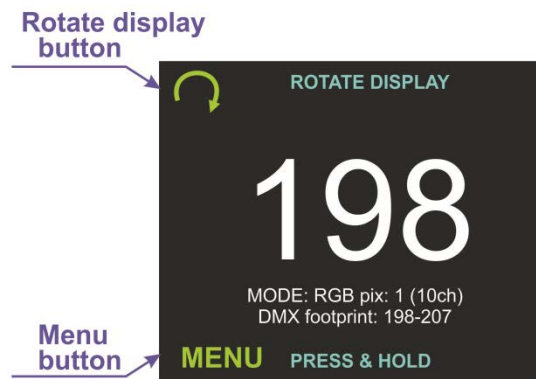 Rotate display
button
ROTATE DISPLAY
198
MODE: RGB pix: 1 (10ch)
DMX footprint: 198-207
Menu
button
MENU PRESS & HOLD